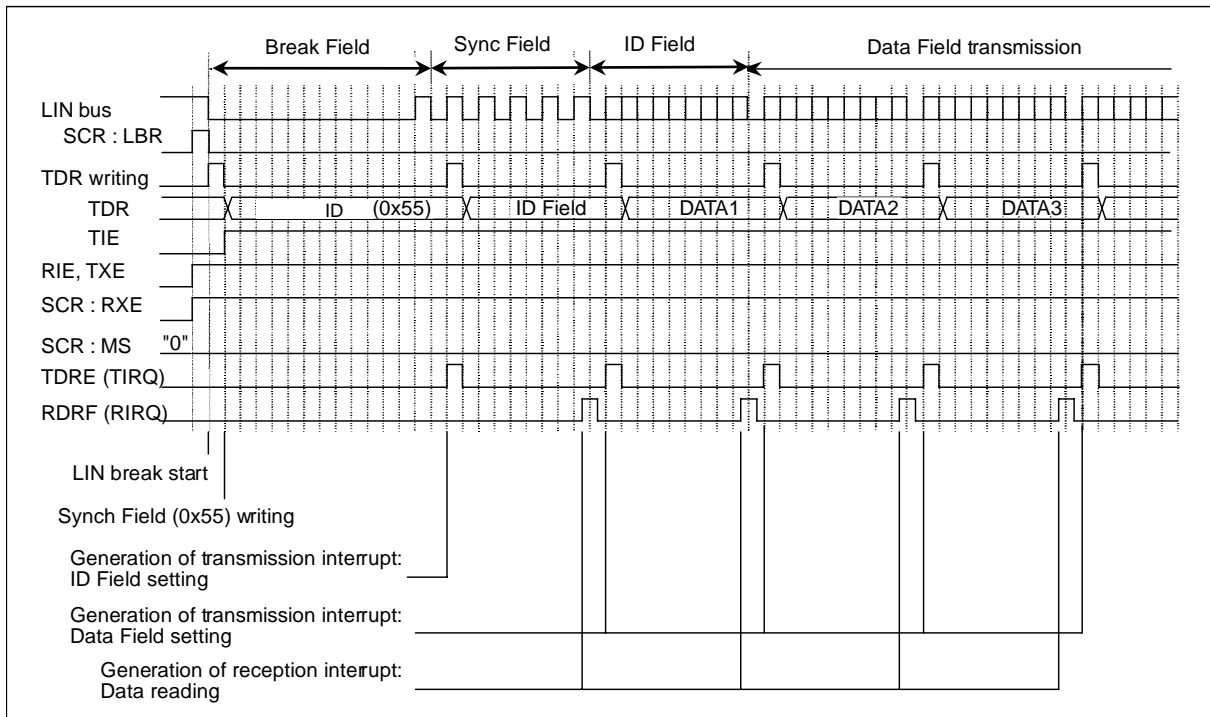 Break Field Sync Field ID Field Data Field transmission
LIN bus
SCR : LBR
TDR writing
TDR ID (0x55) ID Field DATA1 DATA2 DATA3
TIE
RIE, TXE
SCR : RXE
SCR : MS "0"
TDRE (TIRQ)
RDRF (RIRQ)
LIN break start
Synch Field (0x55) writing
Generation of transmission interrupt:
ID Field setting
Generation of transmission interrupt:
Data Field setting
Generation of reception interrupt:
Data reading